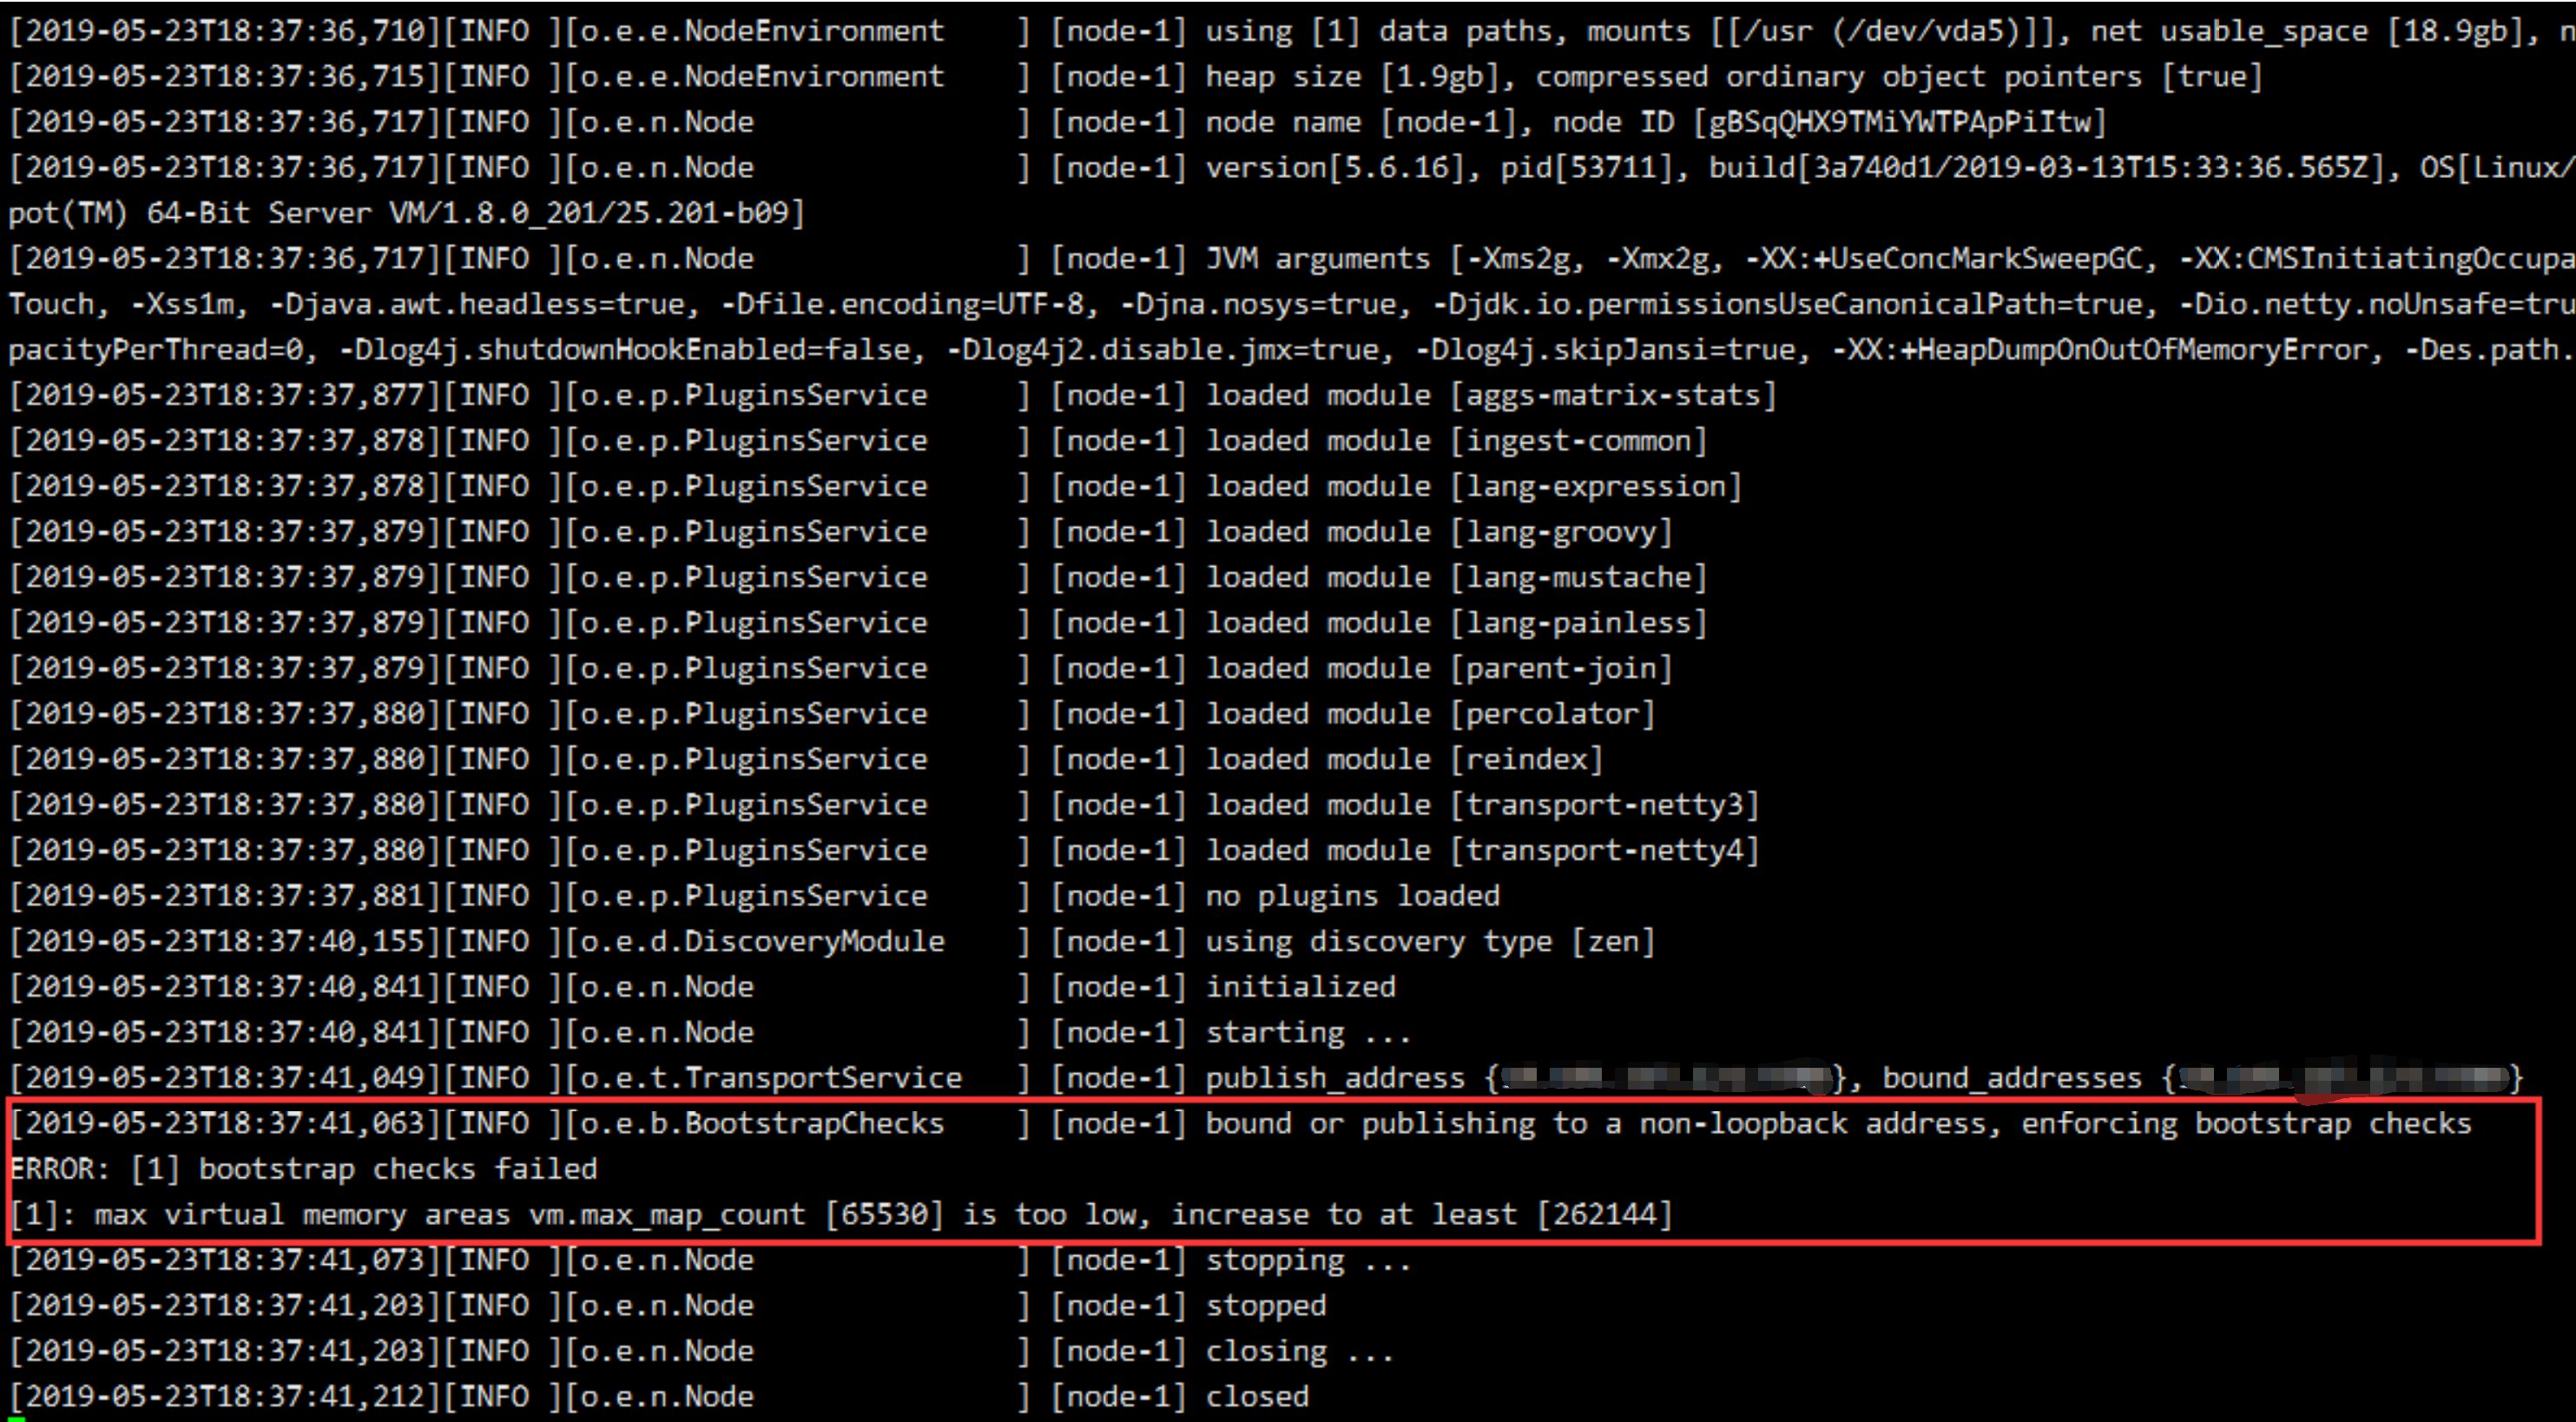 [2019-05-23T18:37:36,710][INFO ][o.e.e.NodeEnvironment    ] [node-1] using [1] data paths, mounts [[/usr (/dev/vda5)]], net usable_space [18.9gb], n
[2019-05-23T18:37:36,715][INFO ][o.e.e.NodeEnvironment    ] [node-1] heap size [1.9gb], compressed ordinary object pointers [true]
[2019-05-23T18:37:36,717][INFO ][o.e.n.Node               ] [node-1] node name [node-1], node ID [gBSqQHX9TMiYWTPApPiItw]
[2019-05-23T18:37:36,717][INFO ][o.e.n.Node               ] [node-1] version[5.6.16], pid[53711], build[3a740d1/2019-03-13T15:33:36.565Z], OS[Linux/
pot(TM) 64-Bit Server VM/1.8.0_201/25.201-b09]
[2019-05-23T18:37:36,717][INFO ][o.e.n.Node               ] [node-1] JVM arguments [-Xms2g, -Xmx2g, -XX:+UseConcMarkSweepGC, -XX:CMSInitiatingOccupa
Touch, -Xss1m, -Djava.awt.headless=true, -Dfile.encoding=UTF-8, -Djna.nosys=true, -Djdk.io.permissionsUseCanonicalPath=true, -Dio.netty.noUnsafe=tru
pacityPerThread=0, -Dlog4j.shutdownHookEnabled=false, -Dlog4j2.disable.jmx=true, -Dlog4j.skipJansi=true, -XX:+HeapDumpOnOutOfMemoryError, -Des.path.
[2019-05-23T18:37:37,877][INFO ][o.e.p.PluginsService     ] [node-1] loaded module [aggs-matrix-stats]
[2019-05-23T18:37:37,878][INFO ][o.e.p.PluginsService     ] [node-1] loaded module [ingest-common]
[2019-05-23T18:37:37,878][INFO ][o.e.p.PluginsService     ] [node-1] loaded module [lang-expression]
[2019-05-23T18:37:37,879][INFO ][o.e.p.PluginsService     ] [node-1] loaded module [lang-groovy]
[2019-05-23T18:37:37,879][INFO ][o.e.p.PluginsService     ] [node-1] loaded module [lang-mustache]
[2019-05-23T18:37:37,879][INFO ][o.e.p.PluginsService     ] [node-1] loaded module [lang-painless]
[2019-05-23T18:37:37,879][INFO ][o.e.p.PluginsService     ] [node-1] loaded module [parent-join]
[2019-05-23T18:37:37,880][INFO ][o.e.p.PluginsService     ] [node-1] loaded module [percolator]
[2019-05-23T18:37:37,880][INFO ][o.e.p.PluginsService     ] [node-1] loaded module [reindex]
[2019-05-23T18:37:37,880][INFO ][o.e.p.PluginsService     ] [node-1] loaded module [transport-netty3]
[2019-05-23T18:37:37,880][INFO ][o.e.p.PluginsService     ] [node-1] loaded module [transport-netty4]
[2019-05-23T18:37:37,881][INFO ][o.e.p.PluginsService     ] [node-1] no plugins loaded
[2019-05-23T18:37:40,155][INFO ][o.e.d.DiscoveryModule    ] [node-1] using discovery type [zen]
[2019-05-23T18:37:40,841][INFO ][o.e.n.Node               ] [node-1] initialized
[2019-05-23T18:37:40,841][INFO ][o.e.n.Node               ] [node-1] starting ...
[2019-05-23T18:37:41,049][INFO ][o.e.t.TransportService   ] [node-1] publish_address {}, bound_addresses {}
[2019-05-23T18:37:41,063][INFO ][o.e.b.BootstrapChecks    ] [node-1] bound or publishing to a non-loopback address, enforcing bootstrap checks
ERROR: [1] bootstrap checks failed
[1]: max virtual memory areas vm.max_map_count [65530] is too low, increase to at least [262144]
[2019-05-23T18:37:41,073][INFO ][o.e.n.Node               ] [node-1] stopping ...
[2019-05-23T18:37:41,203][INFO ][o.e.n.Node               ] [node-1] stopped
[2019-05-23T18:37:41,203][INFO ][o.e.n.Node               ] [node-1] closing ...
[2019-05-23T18:37:41,212][INFO ][o.e.n.Node               ] [node-1] closed